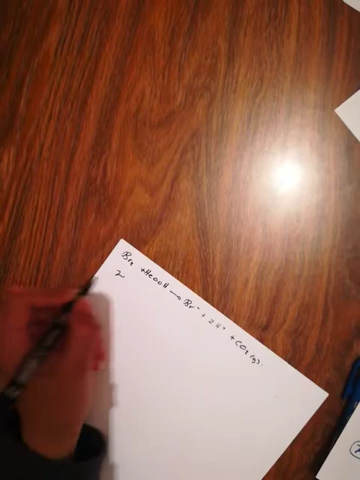 Br₂ + HCOOH → Br⁻ + 2H⁺ + CO₂(g).
2